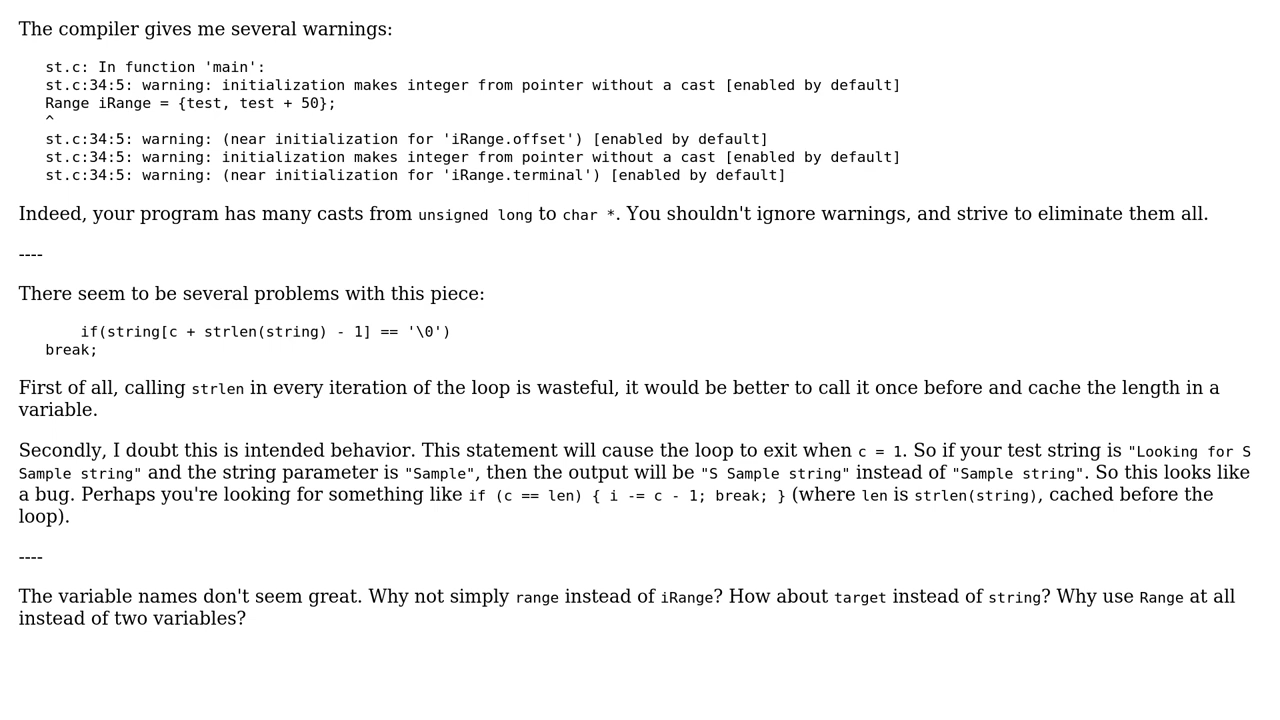 The compiler gives me several warnings:
st.c: In function 'main':
st.c:34:5: warning: initialization makes integer from pointer without a cast [enabled by default]
Range iRange = {test, test + 50};
^
st.c:34:5: warning: (near initialization for 'iRange.offset') [enabled by default]
st.c:34:5: warning: initialization makes integer from pointer without a cast [enabled by default]
st.c:34:5: warning: (near initialization for 'iRange.terminal') [enabled by default]
Indeed, your program has many casts from unsigned long to char *. You shouldn't ignore warnings, and strive to eliminate them all.
----
There seem to be several problems with this piece:
if(string[c + strlen(string) - 1] == '\0')
break;
First of all, calling strlen in every iteration of the loop is wasteful, it would be better to call it once before and cache the length in a
variable.
Secondly, I doubt this is intended behavior. This statement will cause the loop to exit when c = 1. So if your test string is "Looking for S
Sample string" and the string parameter is "Sample", then the output will be "S Sample string" instead of "Sample string". So this looks like
a bug. Perhaps you're looking for something like if (c == len) { i -= c - 1; break; } (where len is strlen(string), cached before the
loop).
----
The variable names don't seem great. Why not simply range instead of iRange? How about target instead of string? Why use Range at all
instead of two variables?